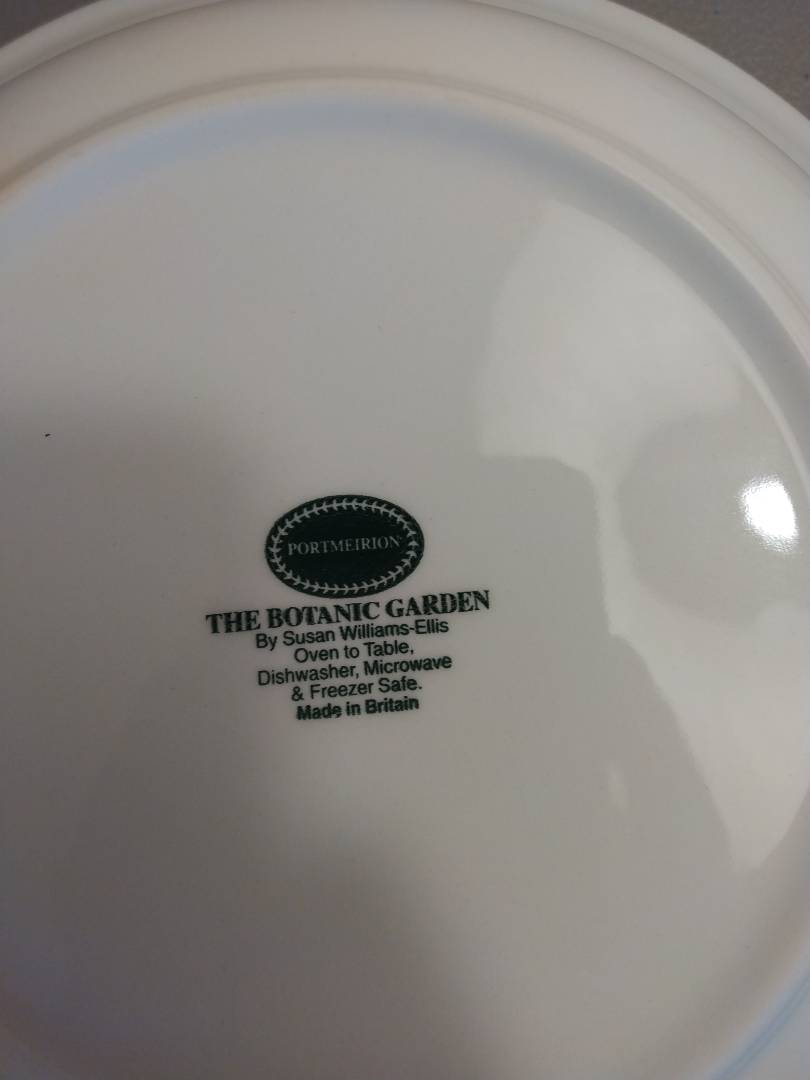 PORTMEIRION
THE BOTANIC GARDEN
By Susan Williams-Ellis
Oven to Table,
Dishwasher, Microwave
& Freezer Safe.
Made in Britain